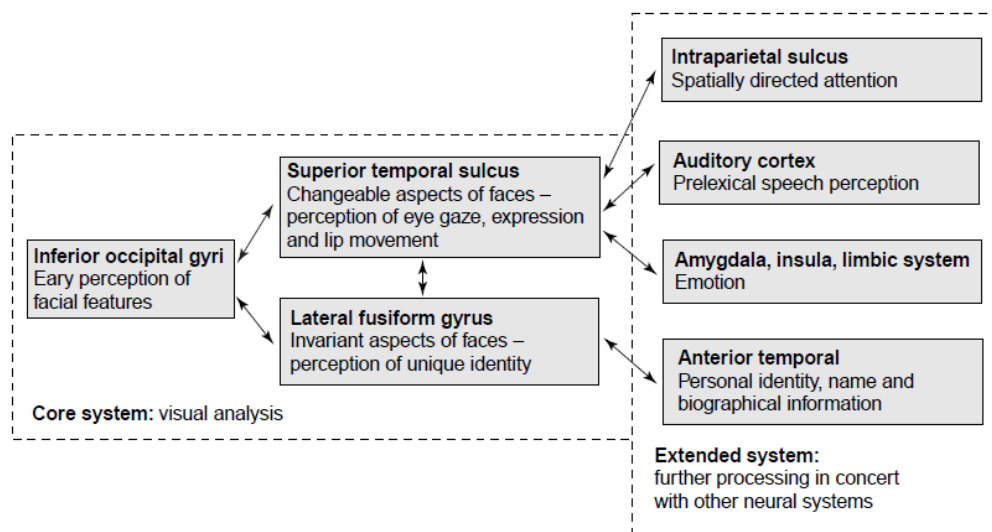 Inferior occipital gyri
Eary perception of
facial features
Superior temporal sulcus
Changeable aspects of faces –
perception of eye gaze, expression
and lip movement
Lateral fusiform gyrus
Invariant aspects of faces –
perception of unique identity
Core system: visual analysis
Intraparietal sulcus
Spatially directed attention
Auditory cortex
Prelexical speech perception
Amygdala, insula, limbic system
Emotion
Anterior temporal
Personal identity, name and
biographical information
Extended system:
further processing in concert
with other neural systems